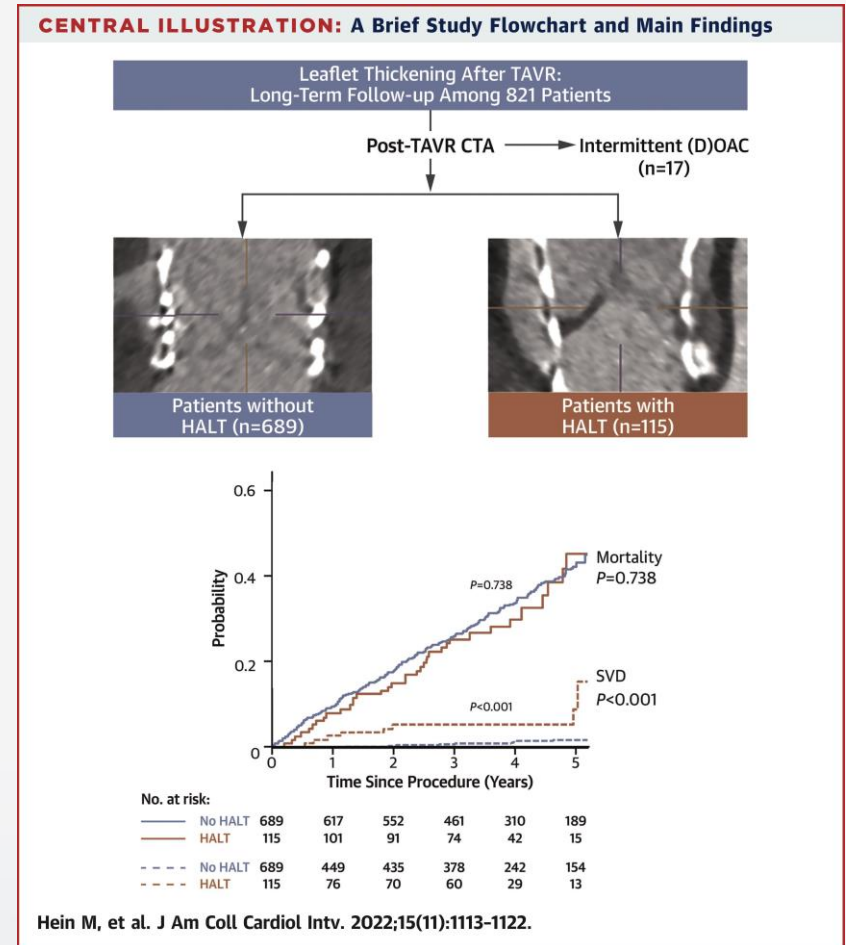 CENTRAL ILLUSTRATION: A Brief Study Flowchart and Main Findings
Leaflet Thickening After TAVR:
Long-Term Follow-up Among 821 Patients
Post-TAVR CTA
Intermittent (D)OAC
(n=17)
Patients without
HALT (n=689)
Patients with
HALT (n=115)
0.6
0.4
0.2
0
Probability
P=0.738
P<0.001
Mortality
P=0.738
SVD
P<0.001
0 1 2 3 4 5
Time Since Procedure (Years)
No. at risk:
No HALT 689 617 552 461 310 189
HALT 115 101 91 74 42 15
No HALT 689 449 435 378 242 154
HALT 115 76 70 60 29 13
Hein M, et al. J Am Coll Cardiol Intv. 2022;15(11):1113-1122.